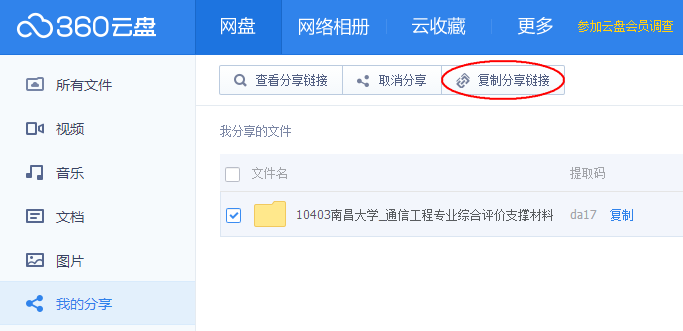 360云盘 网盘 网络相册 云收藏 更多 参加云盘会员调查
所有文件
视频
音乐
文档
图片
我的分享
查看分享链接 取消分享 复制分享链接
我分享的文件
文件名 提取码
10403南昌大学_通信工程专业综合评价支撑材料 da17 复制